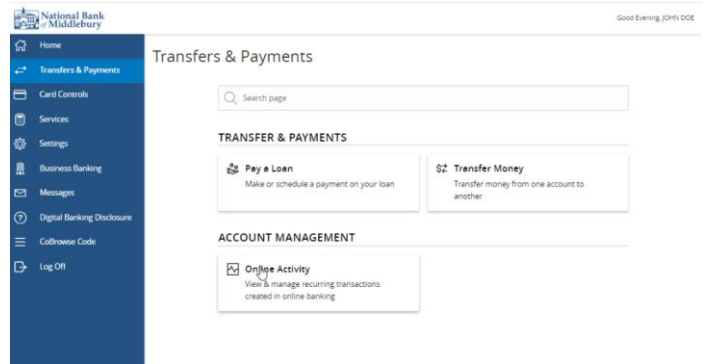 National Bank
of Middlebury
Good Evening, JOHN DOE
Home
Transfers & Payments
Card Controls
Services
Settings
Business Banking
Messages
Digital Banking Disclosure
CoBrowse Code
Log Off
Transfers & Payments
Search page
TRANSFER & PAYMENTS
Pay a Loan
Make or schedule a payment on your loan
Transfer Money
Transfer money from one account to
another
ACCOUNT MANAGEMENT
Online Activity
View & manage recurring transactions
created in online banking